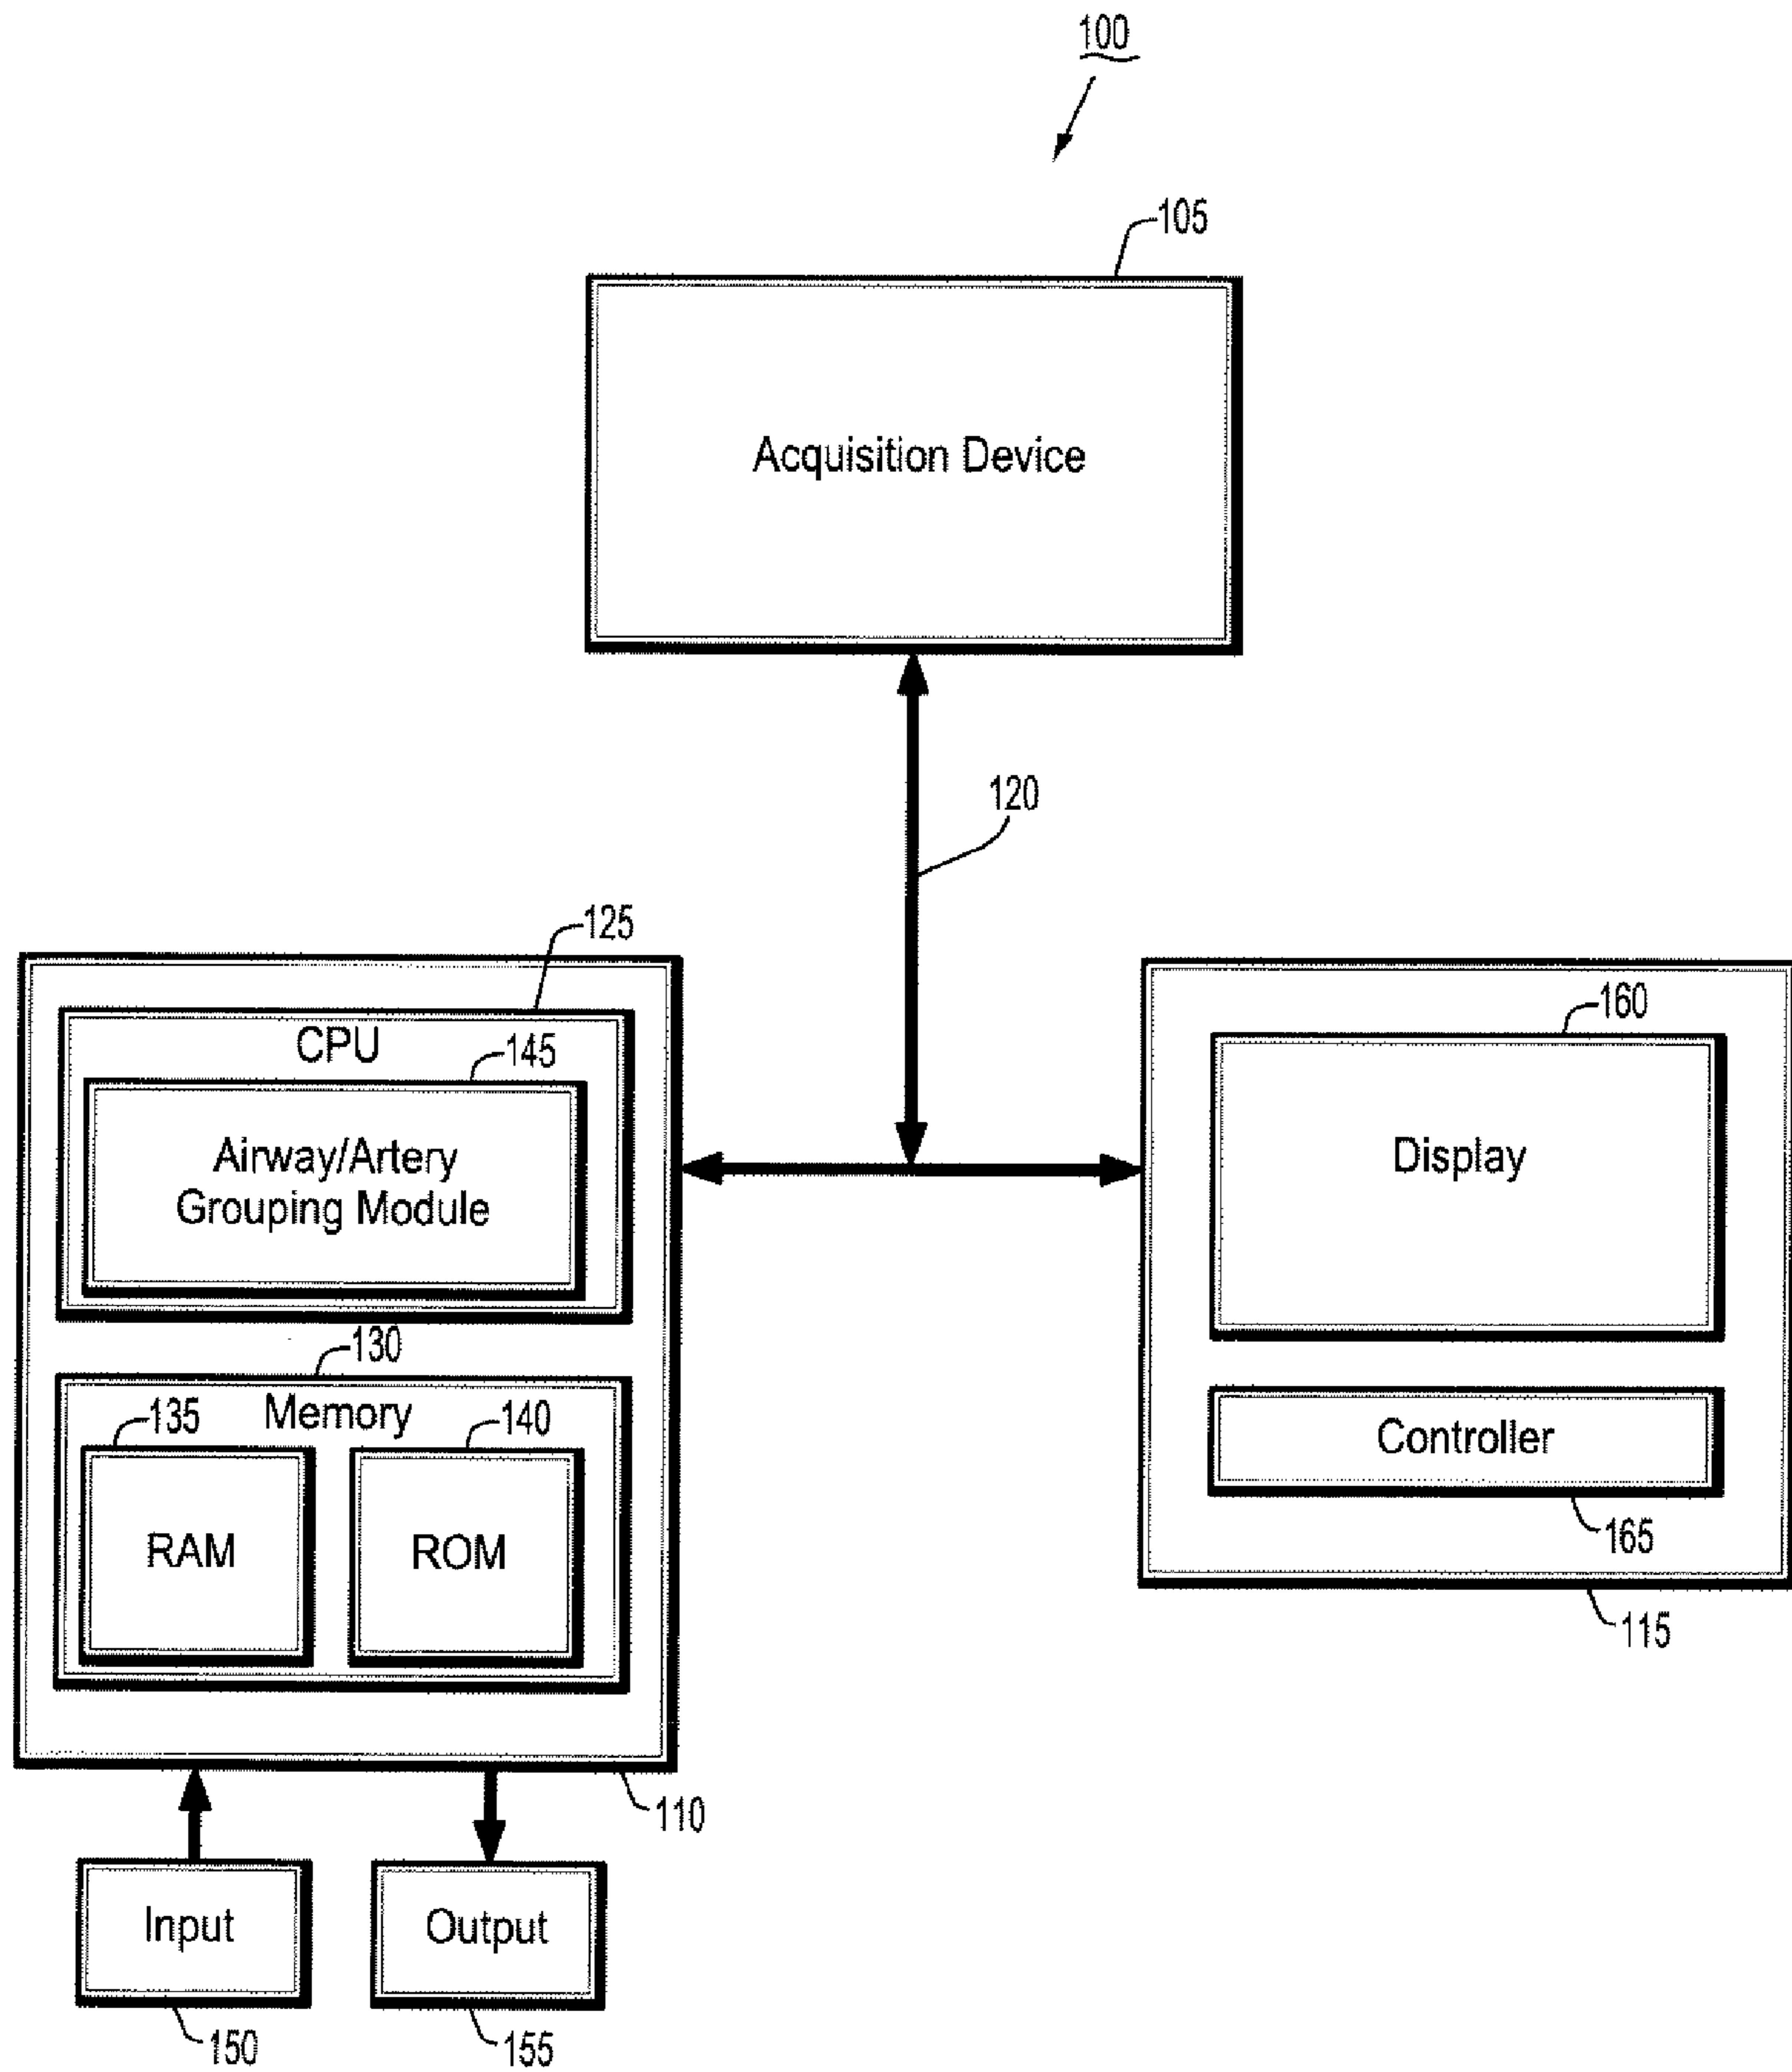 100
105
Acquisition Device
120
125
CPU
145
Airway/Artery
Grouping Module
130
Memory
135
140
RAM
ROM
110
Input
Output
150
155
160
Display
Controller
165
115